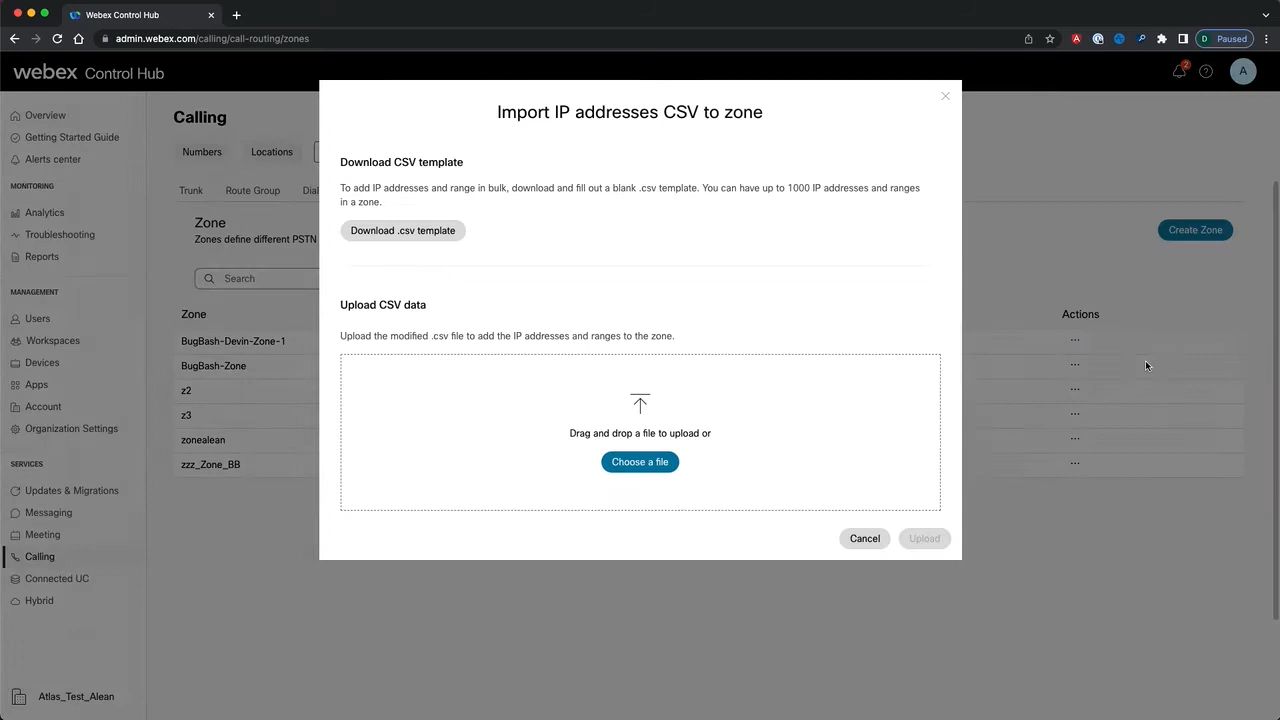 Webex Control Hub
admin.webex.com/calling/call-routing/zones
D Paused
webex Control Hub
2
A
Overview
Getting Started Guide
Alerts center
MONITORING
Analytics
Troubleshooting
Reports
MANAGEMENT
Users
Workspaces
Devices
Apps
Account
Organization Settings
SERVICES
Updates & Migrations
Messaging
Meeting
Calling
Connected UC
Hybrid
Atlas_Test_Alean
Calling
Numbers Locations
Trunk Route Group Dial
Zone
Zones define different PSTN
Create Zone
Search
Zone Actions
BugBash-Devin-Zone-1
BugBash-Zone
z2
z3
zonealean
zzz_Zone_BB
Import IP addresses CSV to zone
Download CSV template
To add IP addresses and range in bulk, download and fill out a blank .csv template. You can have up to 1000 IP addresses and ranges
in a zone.
Download .csv template
Upload CSV data
Upload the modified .csv file to add the IP addresses and ranges to the zone.
Drag and drop a file to upload or
Choose a file
Cancel Upload